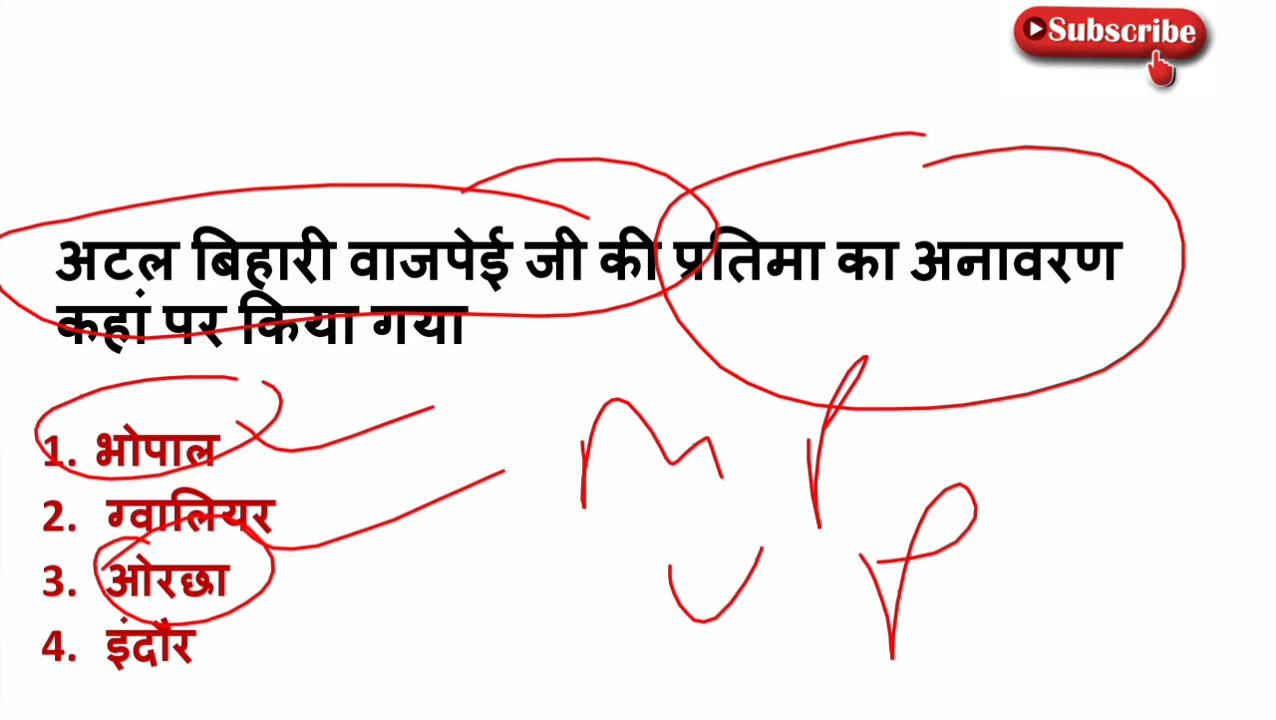 Subscribe
अटल बिहारी वाजपेई जी की प्रतिमा का अनावरण
कहां पर किया गया
1. भोपाल
2. ग्वालियर
3. ओरछा
4. इंदौर
M P
U P